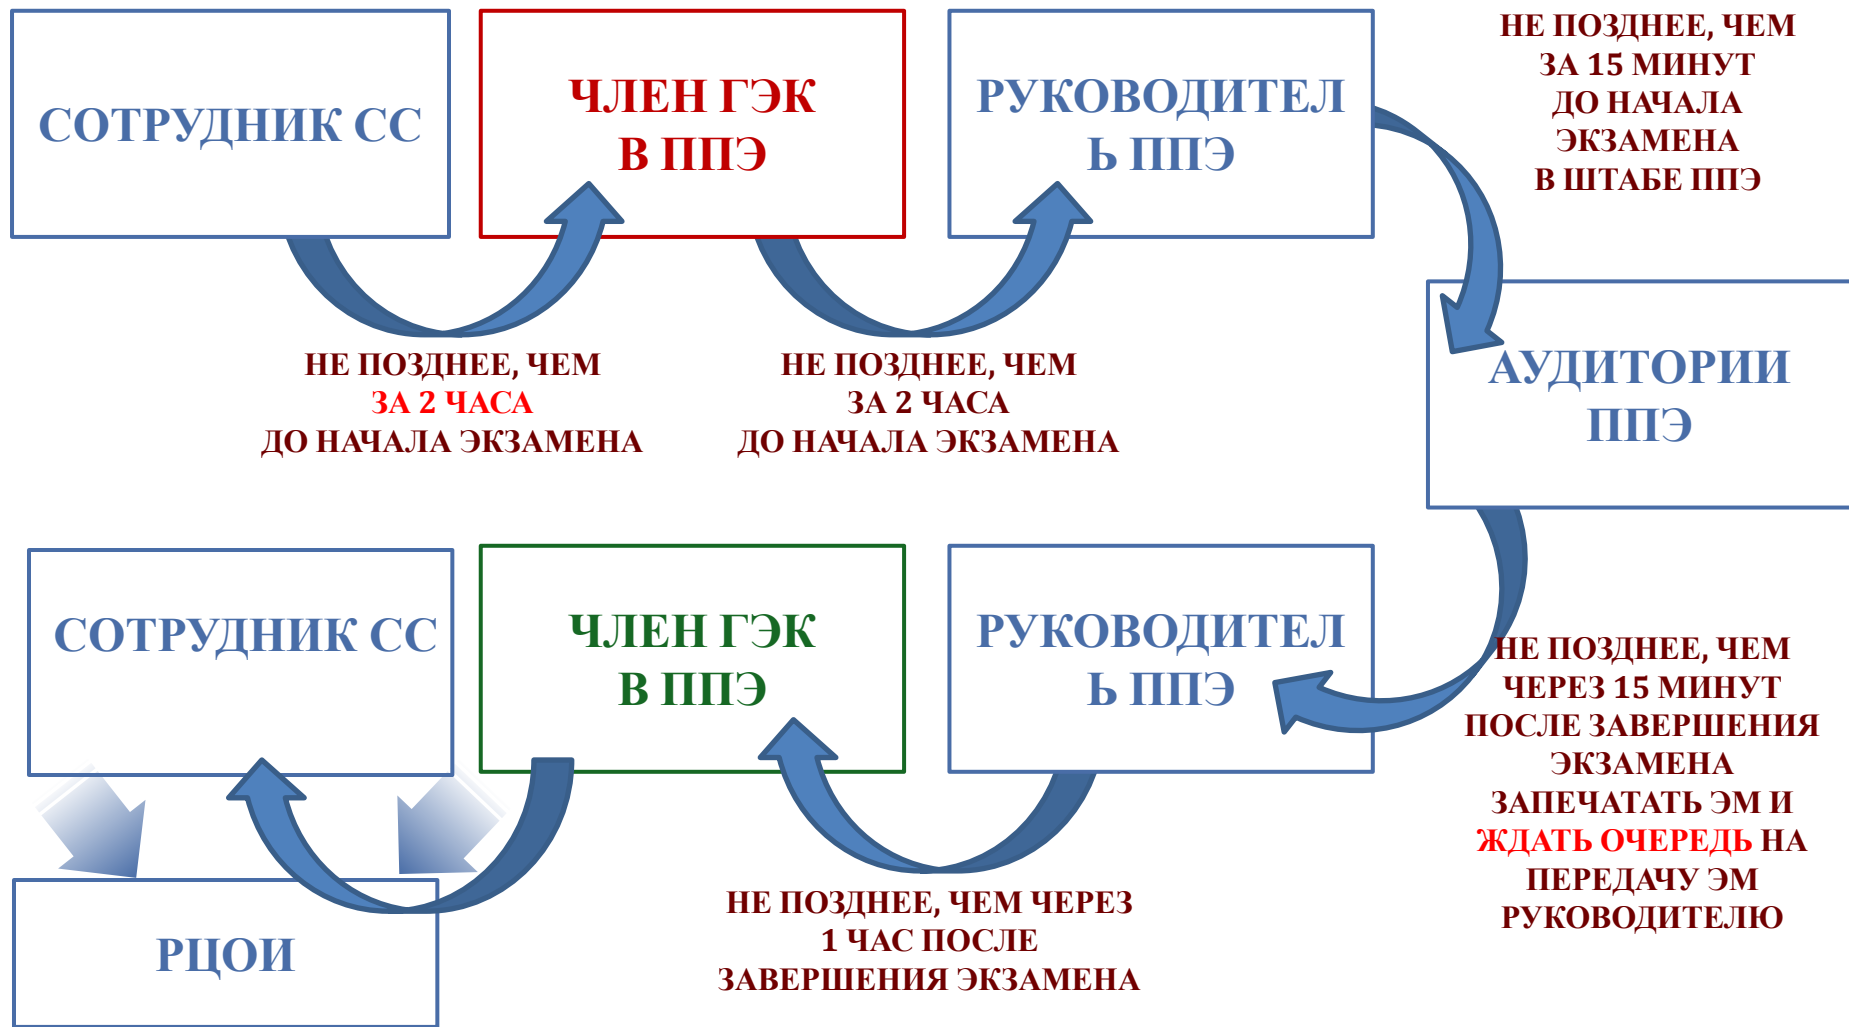 СОТРУДНИК СС
ЧЛЕН ГЭК
В ППЭ
РУКОВОДИТЕЛ
Ь ППЭ
НЕ ПОЗДНЕЕ, ЧЕМ
ЗА 15 МИНУТ
ДО НАЧАЛА
ЭКЗАМЕНА
В ШТАБЕ ППЭ
НЕ ПОЗДНЕЕ, ЧЕМ
ЗА 2 ЧАСА
ДО НАЧАЛА ЭКЗАМЕНА
НЕ ПОЗДНЕЕ, ЧЕМ
ЗА 2 ЧАСА
ДО НАЧАЛА ЭКЗАМЕНА
АУДИТОРИИ
ППЭ
СОТРУДНИК СС
ЧЛЕН ГЭК
В ППЭ
РУКОВОДИТЕЛ
Ь ППЭ
НЕ ПОЗДНЕЕ, ЧЕМ
ЧЕРЕЗ 15 МИНУТ
ПОСЛЕ ЗАВЕРШЕНИЯ
ЭКЗАМЕНА
ЗАПЕЧАТАТЬ ЭМ И
ЖДАТЬ ОЧЕРЕДЬ НА
ПЕРЕДАЧУ ЭМ
РУКОВОДИТЕЛЮ
РЦОИ
НЕ ПОЗДНЕЕ, ЧЕМ ЧЕРЕЗ
1 ЧАС ПОСЛЕ
ЗАВЕРШЕНИЯ ЭКЗАМЕНА